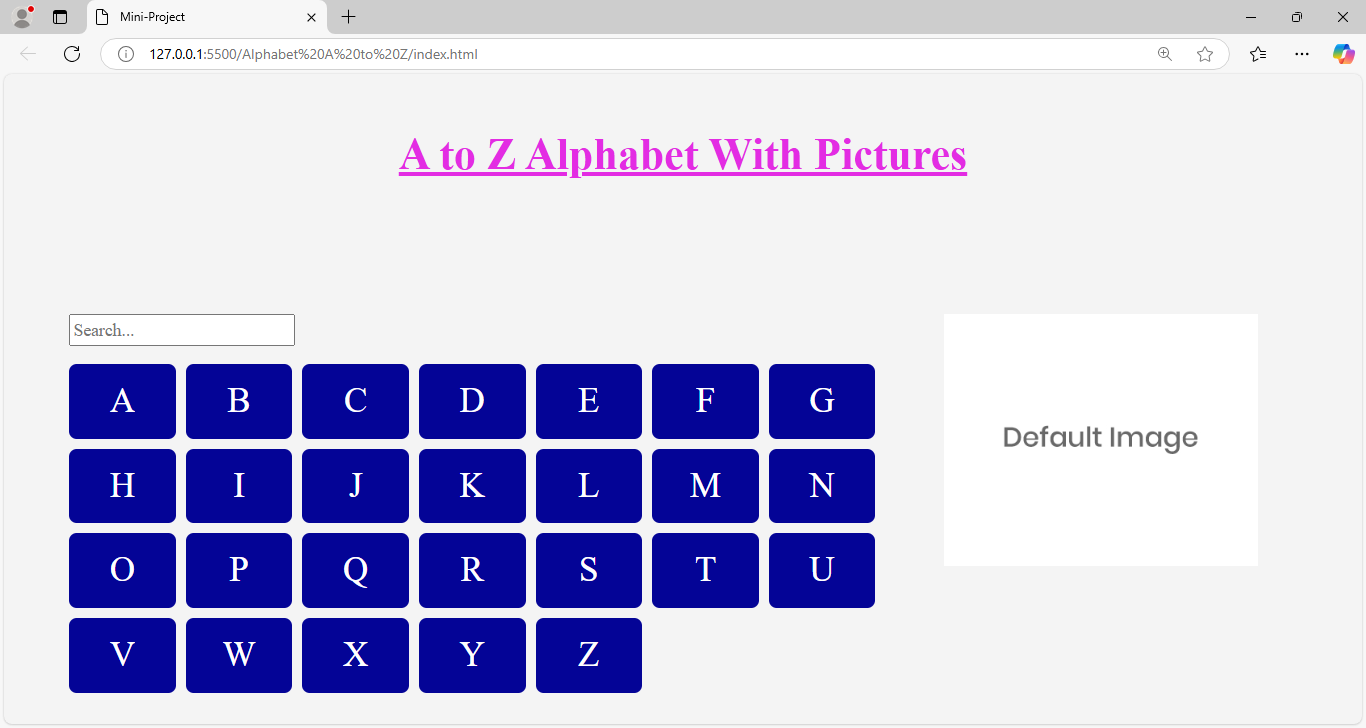 Mini-Project
127.0.0.1:5500/Alphabet%20A%20to%20Z/index.html
A to Z Alphabet With Pictures
Search...
A B C D E F G
H I J K L M N
O P Q R S T U
V W X Y Z
Default Image